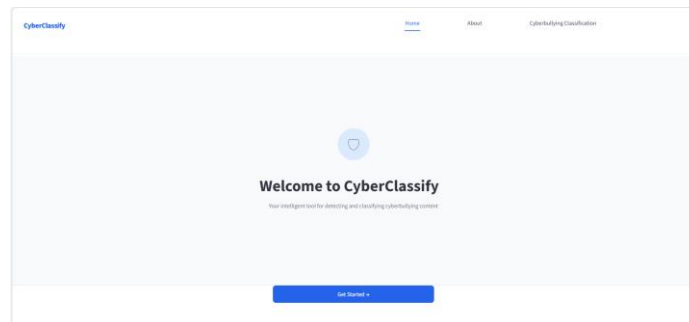 CyberClassify
Home About Cyberbullying Classification
Welcome to CyberClassify
Your intelligent tool for detecting and classifying cyberbullying content
Get Started →